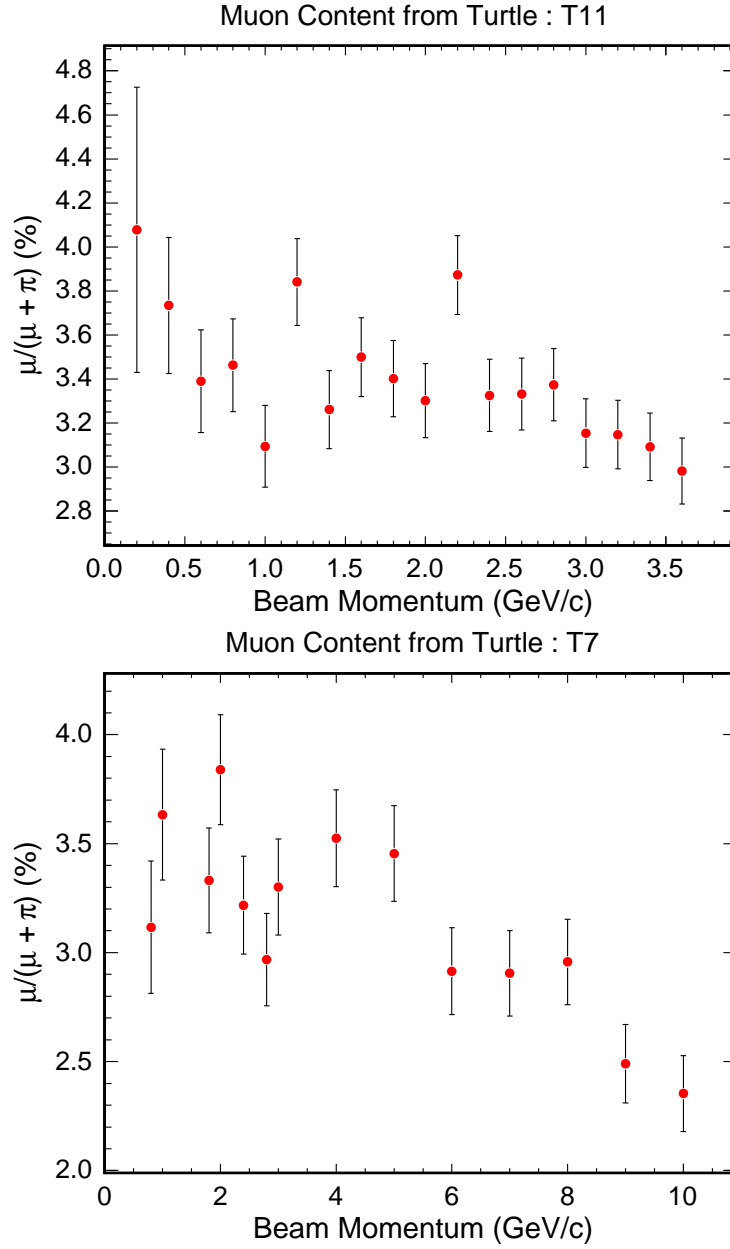 Muon Content from Turtle : T11
4.8
4.6
4.4
4.2
4.0
3.8
3.6
3.4
3.2
3.0
2.8
μ/(μ + π) (%)
0.0 0.5 1.0 1.5 2.0 2.5 3.0 3.5
Beam Momentum (GeV/c)
Muon Content from Turtle : T7
4.0
3.5
3.0
2.5
2.0
μ/(μ + π) (%)
0 2 4 6 8 10
Beam Momentum (GeV/c)